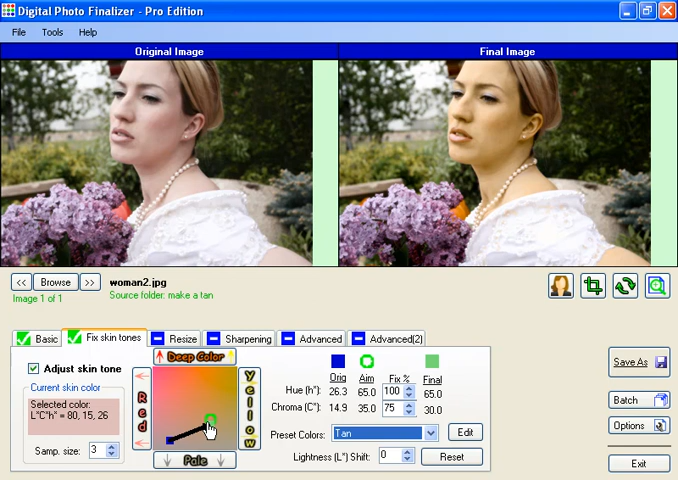 Digital Photo Finalizer - Pro Edition
File Tools Help
Original Image
Final Image
<< Browse >>
woman2.jpg
Image 1 of 1
Source folder: make a tan
Basic
Fix skin tones
Resize
Sharpening
Advanced
Advanced(2)
Adjust skin tone
Current skin color
Selected color:
L*C*h* = 80, 15, 26
Samp. size: 3
Deep Color
Red
Yellow
Pale
Orig Aim Fix % Final
Hue (h°): 26.3 65.0 100 65.0
Chroma (C*): 14.9 35.0 75 30.0
Preset Colors: Tan Edit
Lightness (L*) Shift: 0 Reset
Save As
Batch
Options
Exit